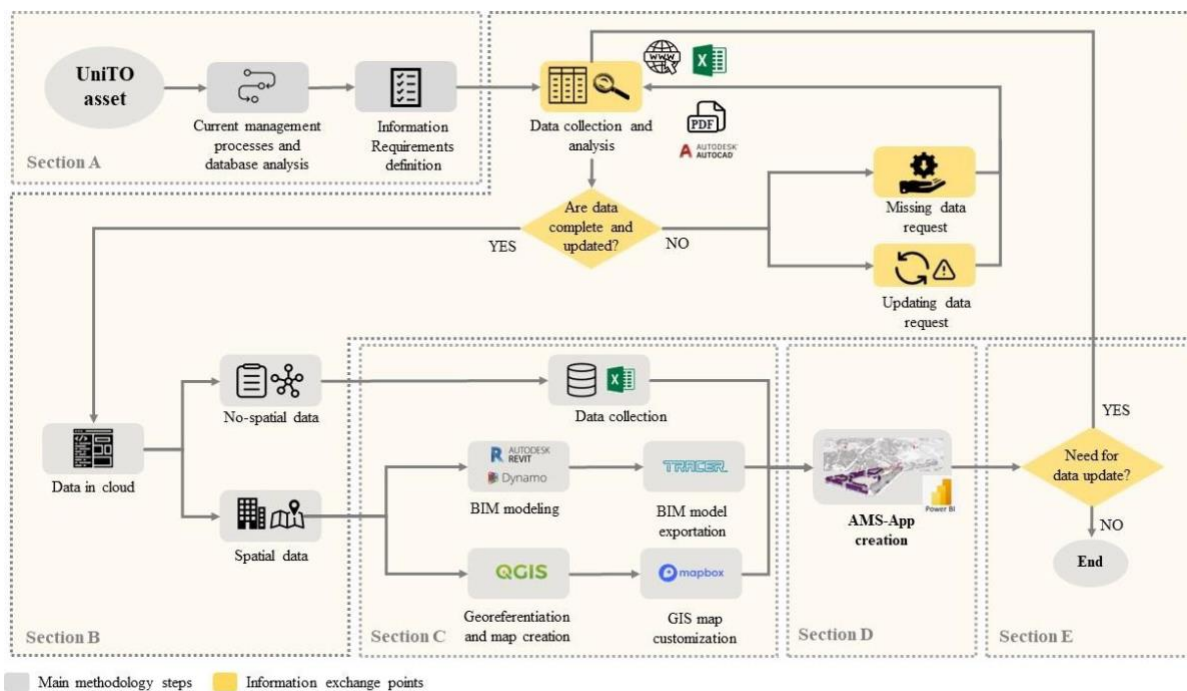 UniTO
asset
Current management
processes and
database analysis
Information
Requirements
definition
Section A
WWW
X
PDF
A AUTODESK
AUTOCAD
Data collection and
analysis
Are data
complete and
updated?
YES
NO
Missing data
request
Updating data
request
No-spatial data
Data in cloud
Spatial data
Section B
X
Data collection
R AUTODESK
REVIT
Dynamo
BIM modeling
TRACER
BIM model
exportation
QGIS
Georeferentiation
and map creation
mapbox
GIS map
customization
Section C
Power BI
AMS-App
creation
Section D
YES
Need for
data update?
NO
End
Section E
Main methodology steps
Information exchange points